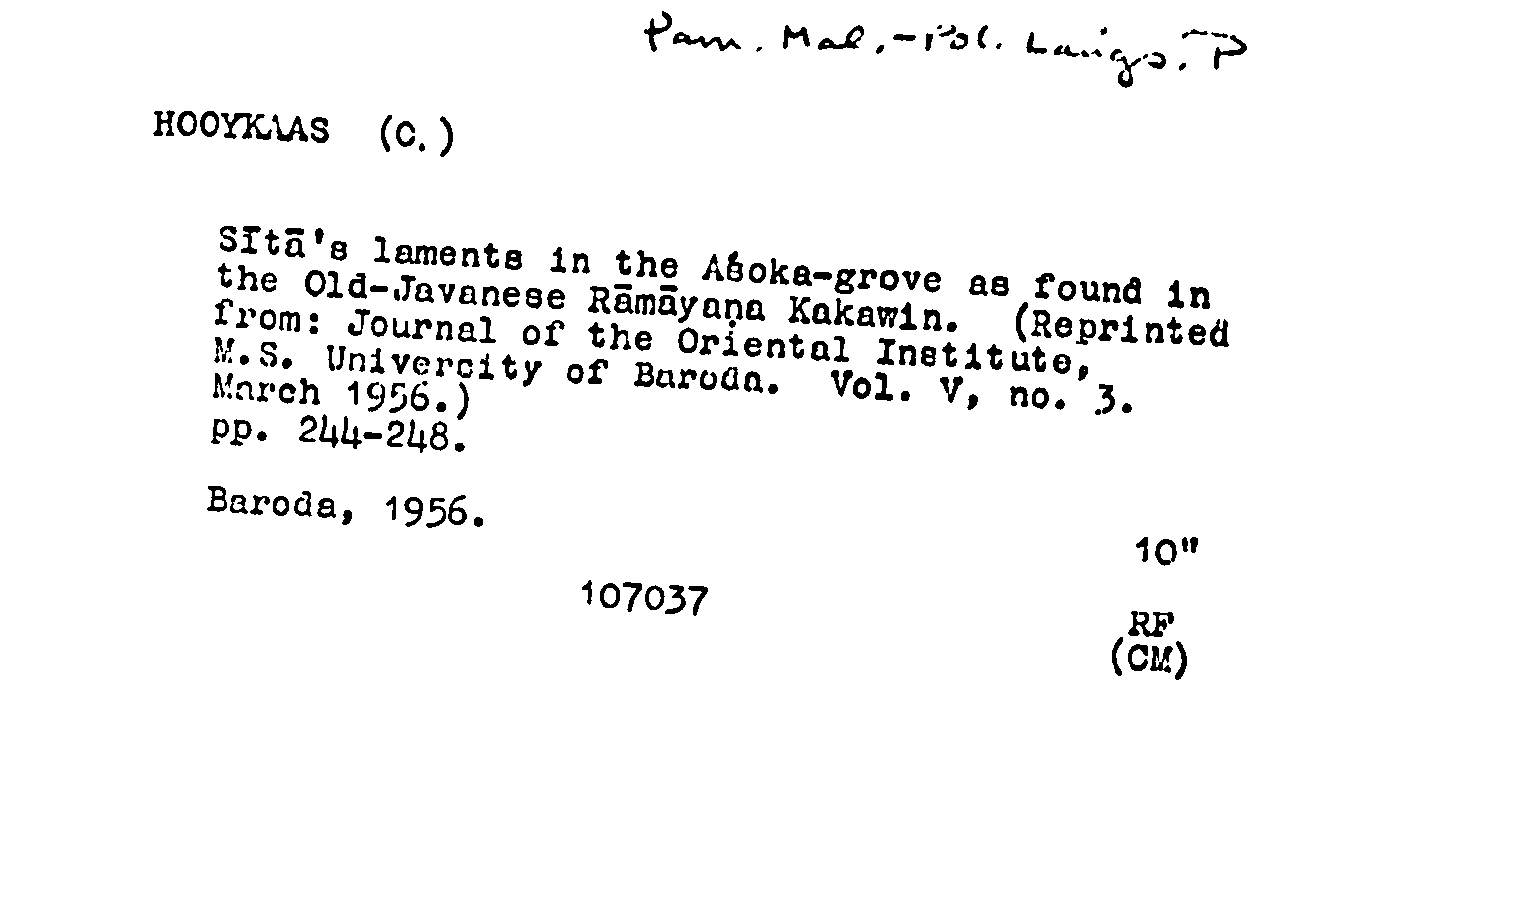 Pam. Mal.-Pol. Langs. P
HOOYKAAS (C.)
Sītā's laments in the Aśoka-grove as found in
the Old-Javanese Rāmāyaṇa Kakawin. (Reprinted
from: Journal of the Oriental Institute,
M.S. University of Baroda. Vol. V, no. 3.
March 1956.)
pp. 244-248.
Baroda, 1956.
10"
107037
RF
(CM)